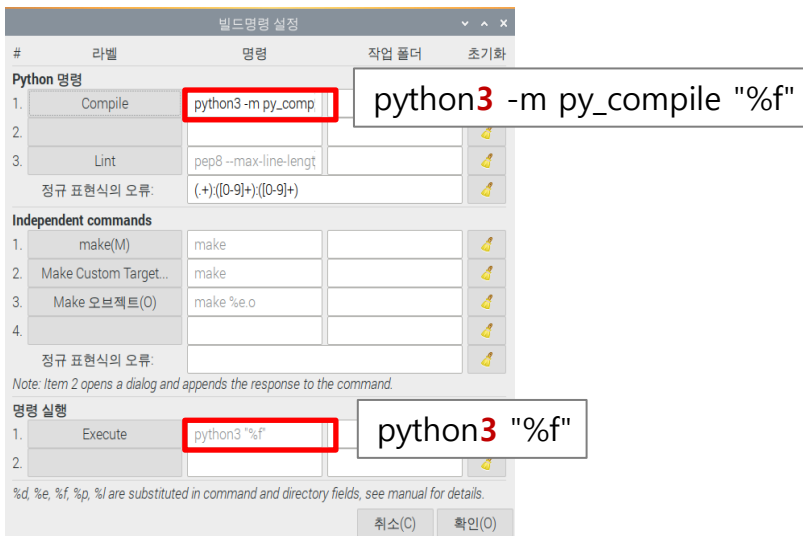 빌드명령 설정
# 라벨 명령 작업 폴더 초기화
Python 명령
1. Compile python3 -m py_comp
python3 -m py_compile "%f"
2.
3. Lint pep8 --max-line-lengt
정규 표현식의 오류: (.+):([0-9]+):([0-9]+)
Independent commands
1. make(M) make
2. Make Custom Target... make
3. Make 오브젝트(O) make %e.o
4.
정규 표현식의 오류:
Note: Item 2 opens a dialog and appends the response to the command.
명령 실행
1. Execute python3 "%f"
python3 "%f"
2.
%d, %e, %f, %p, %l are substituted in command and directory fields, see manual for details.
취소(C) 확인(O)